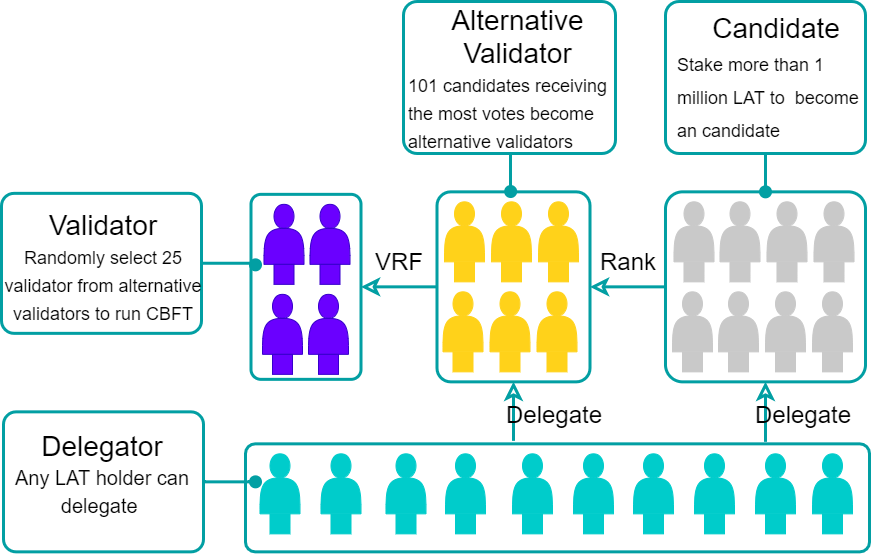 Alternative
Validator
101 candidates receiving
the most votes become
alternative validators
Candidate
Stake more than 1
million LAT to become
an candidate
Validator
Randomly select 25
validator from alternative
validators to run CBFT
VRF
Rank
Delegate
Delegate
Delegator
Any LAT holder can
delegate